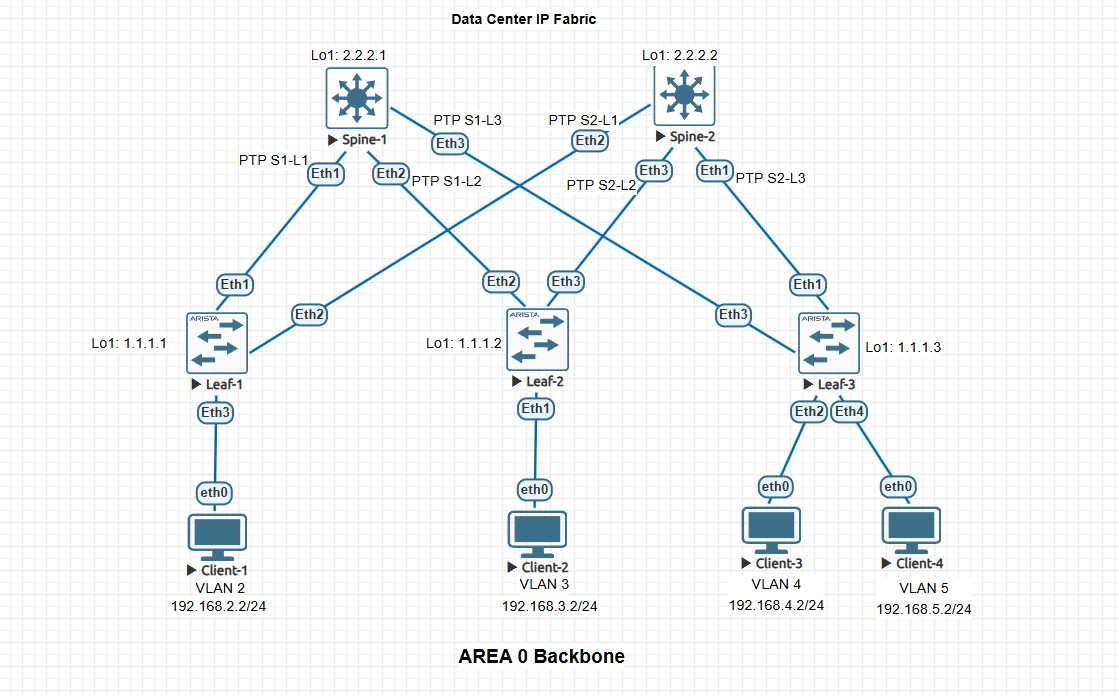 Data Center IP Fabric
Lo1: 2.2.2.1
Lo1: 2.2.2.2
PTP S1-L3
PTP S2-L1
Spine-1
Eth3
Eth2
Spine-2
PTP S1-L1
Eth1
Eth2
PTP S1-L2
PTP S2-L2
Eth3
Eth1
PTP S2-L3
Eth1
Eth2
Eth3
Eth1
Eth2
Eth3
ARISTA
ARISTA
ARISTA
Lo1: 1.1.1.1
Lo1: 1.1.1.2
Lo1: 1.1.1.3
Leaf-1
Leaf-2
Leaf-3
Eth3
Eth1
Eth2
Eth4
eth0
eth0
eth0
eth0
Client-1
Client-2
Client-3
Client-4
VLAN 2
VLAN 3
VLAN 4
VLAN 5
192.168.2.2/24
192.168.3.2/24
192.168.4.2/24
192.168.5.2/24
AREA 0 Backbone